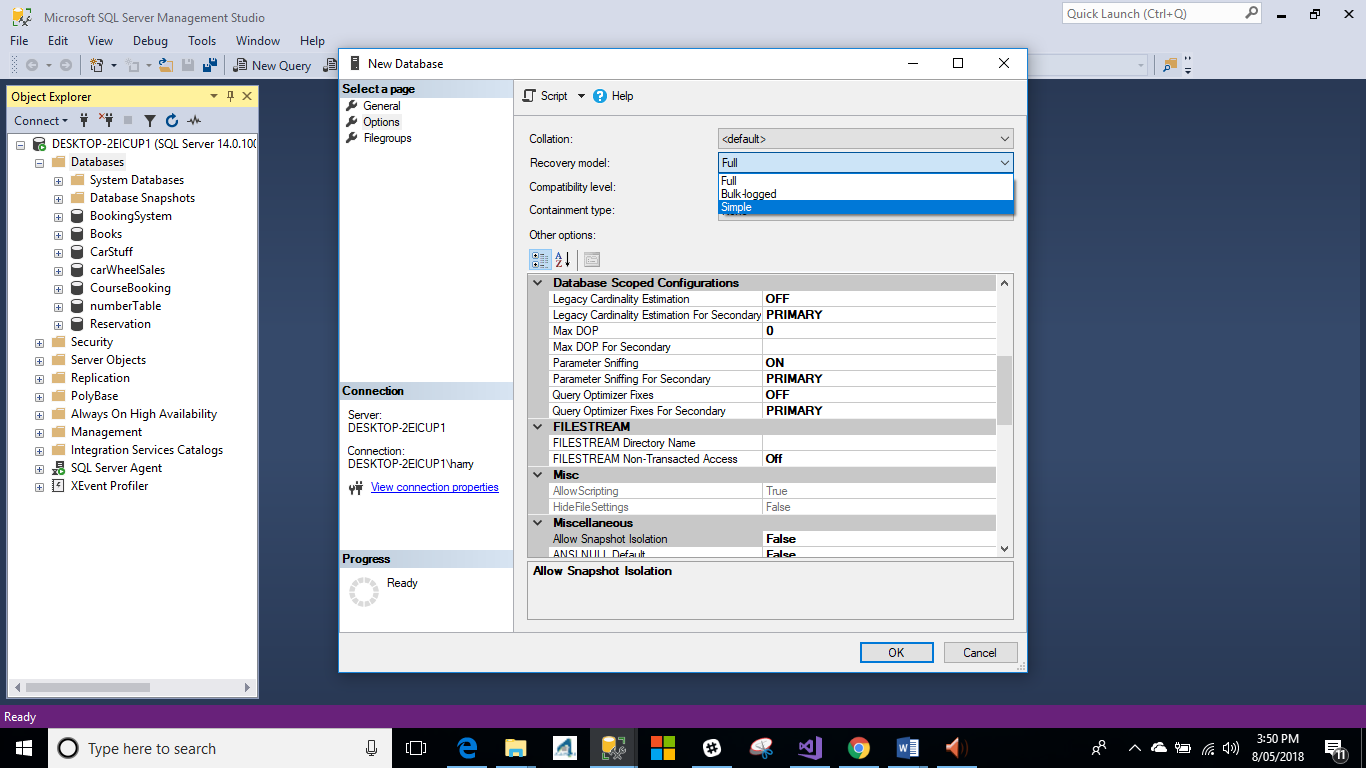 Microsoft SQL Server Management Studio
Quick Launch (Ctrl+Q)
File Edit View Debug Tools Window Help
New Query
Object Explorer
Connect
DESKTOP-2EICUP1 (SQL Server 14.0.100
Databases
System Databases
Database Snapshots
BookingSystem
Books
CarStuff
carWheelSales
CourseBooking
numberTable
Reservation
Security
Server Objects
Replication
PolyBase
Always On High Availability
Management
Integration Services Catalogs
SQL Server Agent
XEvent Profiler
New Database
Select a page
General
Options
Filegroups
Connection
Server:
DESKTOP-2EICUP1
Connection:
DESKTOP-2EICUP1\harry
View connection properties
Progress
Ready
Script Help
Collation: <default>
Recovery model: Full
Full
Bulk-logged
Simple
Compatibility level:
Containment type:
Other options:
Database Scoped Configurations
Legacy Cardinality Estimation OFF
Legacy Cardinality Estimation For Secondary PRIMARY
Max DOP 0
Max DOP For Secondary
Parameter Sniffing ON
Parameter Sniffing For Secondary PRIMARY
Query Optimizer Fixes OFF
Query Optimizer Fixes For Secondary PRIMARY
FILESTREAM
FILESTREAM Directory Name
FILESTREAM Non-Transacted Access Off
Misc
AllowScripting True
HideFileSettings False
Miscellaneous
Allow Snapshot Isolation False
ANSI NULL Default False
Allow Snapshot Isolation
OK Cancel
Ready
Type here to search
3:50 PM
8/05/2018
11